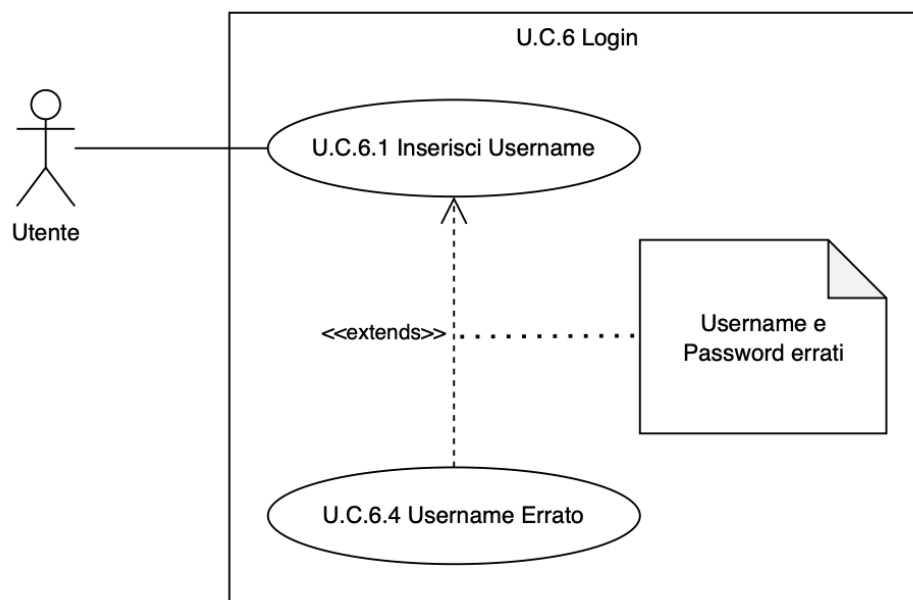 U.C.6 Login
U.C.6.1 Inserisci Username
Utente
<<extends>>
Username e
Password errati
U.C.6.4 Username Errato